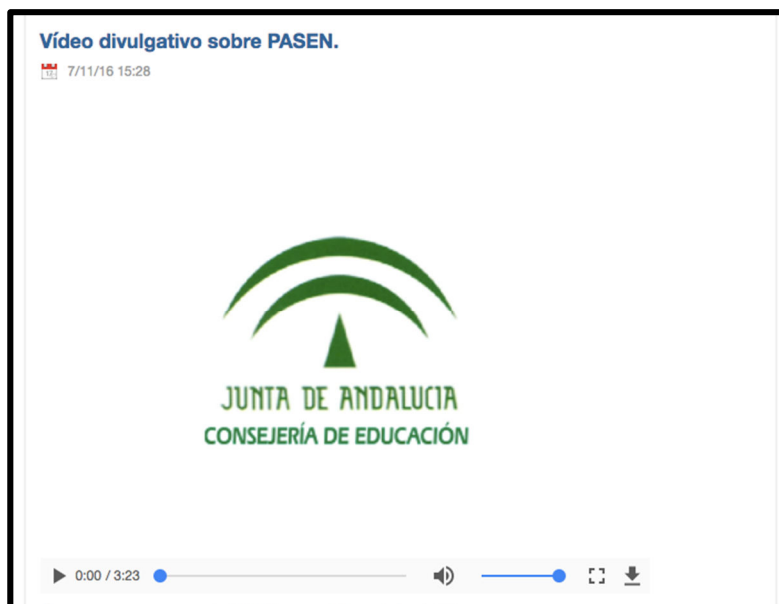 Vídeo divulgativo sobre PASEN.
7/11/16 15:28
JUNTA DE ANDALUCIA
CONSEJERÍA DE EDUCACIÓN
0:00 / 3:23